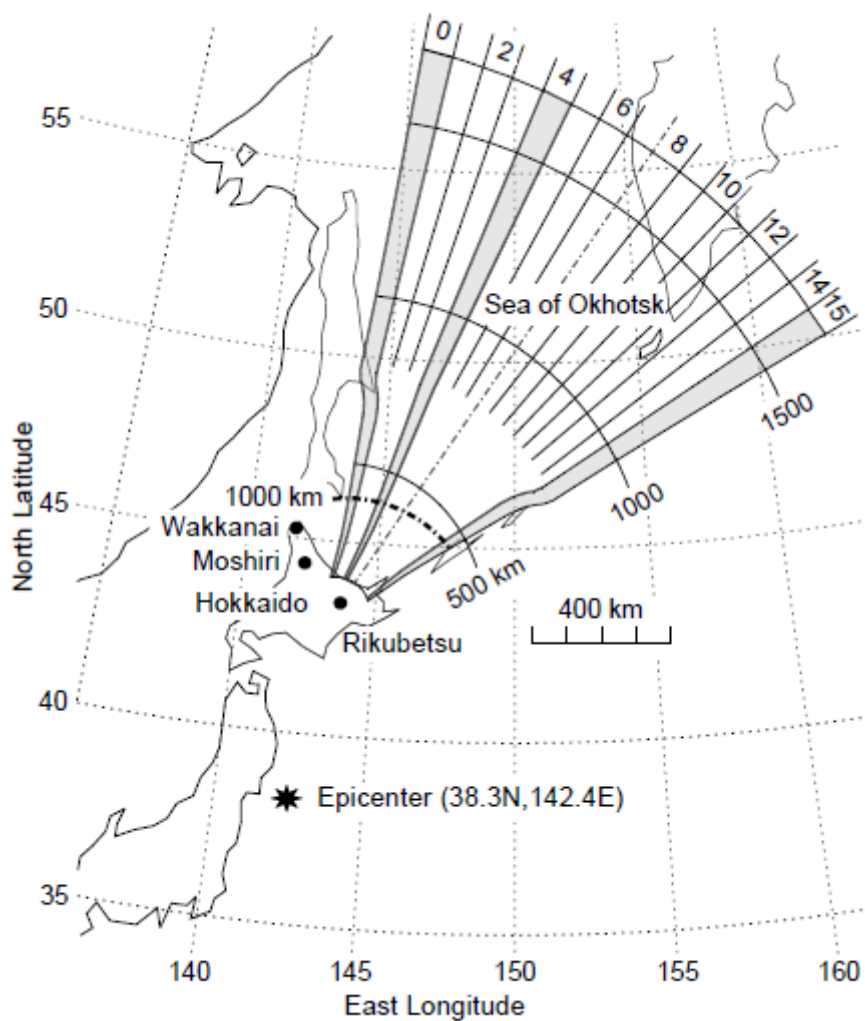 0
2
4
6
8
10
12
14
15
55
50
45
40
35
North Latitude
Sea of Okhotsk
1500
1000
500 km
1000 km
Wakkanai
Moshiri
Hokkaido
Rikubetsu
400 km
Epicenter (38.3N,142.4E)
140
145
150
155
160
East Longitude